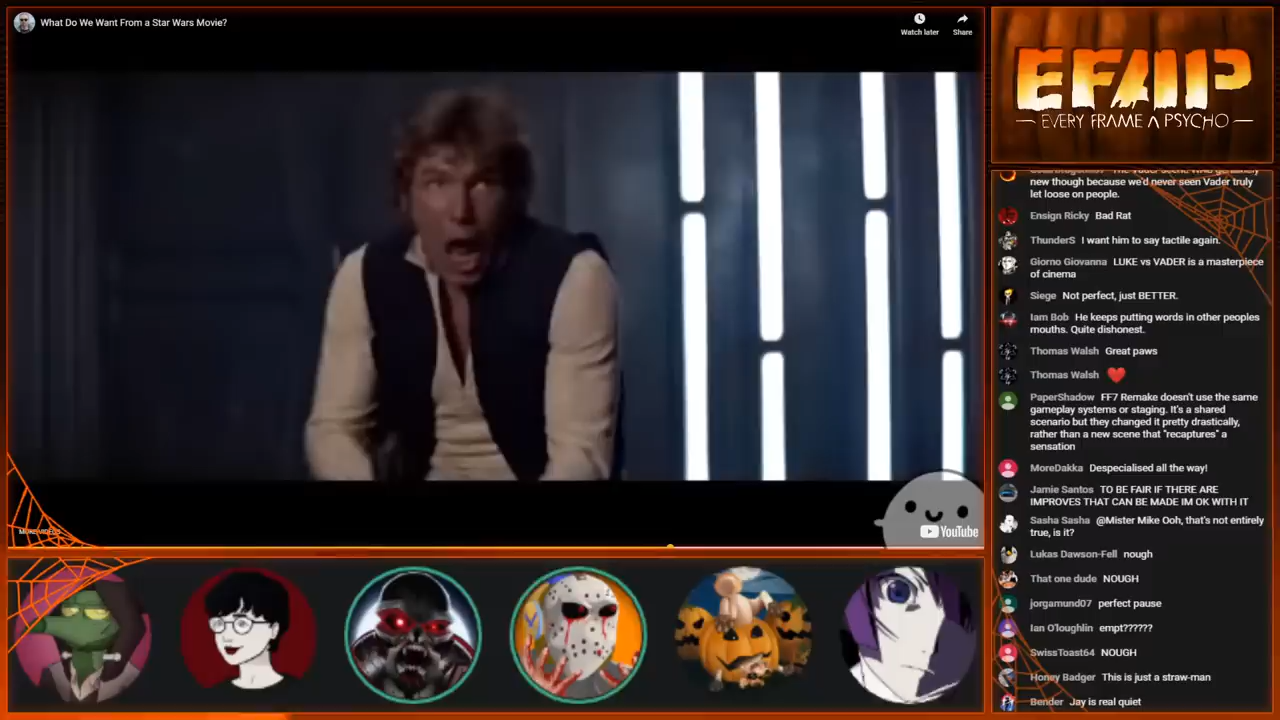 What Do We Want From a Star Wars Movie?
Watch later
Share
EFAP
EVERY FRAME A PSYCHO
new though because we'd never seen Vader truly
let loose on people.
Ensign Ricky Bad Rat
ThunderS I want him to say tactile again.
Giorno Giovanna LUKE vs VADER is a masterpiece
of cinema
Siege Not perfect, just BETTER.
Iam Bob He keeps putting words in other peoples
mouths. Quite dishonest.
Thomas Walsh Great paws
Thomas Walsh ❤️
PaperShadow FF7 Remake doesn't use the same
gameplay systems or staging. It's a shared
scenario but they changed it pretty drastically,
rather than a new scene that "recaptures" a
sensation
MoreDakka Despecialised all the way!
Jamie Santos TO BE FAIR IF THERE ARE
IMPROVES THAT CAN BE MADE IM OK WITH IT
Sasha Sasha @Mister Mike Ooh, that's not entirely
true, is it?
Lukas Dawson-Fell nough
That one dude NOUGH
jorgamund07 perfect pause
Ian O'loughlin empt??????
SwissToast64 NOUGH
Honey Badger This is just a straw-man
Bender Jay is real quiet
MORE VIDEOS
YouTube